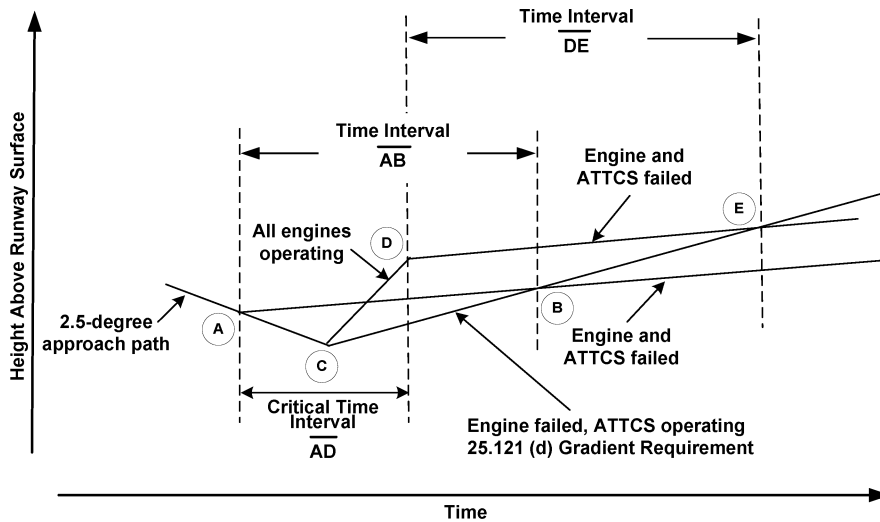 Time Interval
DE
Time Interval
AB
Engine and
ATTCS failed
All engines
operating
D
E
2.5-degree
approach path
A
B
C
Engine and
ATTCS failed
Critical Time
Interval
AD
Engine failed, ATTCS operating
25.121 (d) Gradient Requirement
Height Above Runway Surface
Time